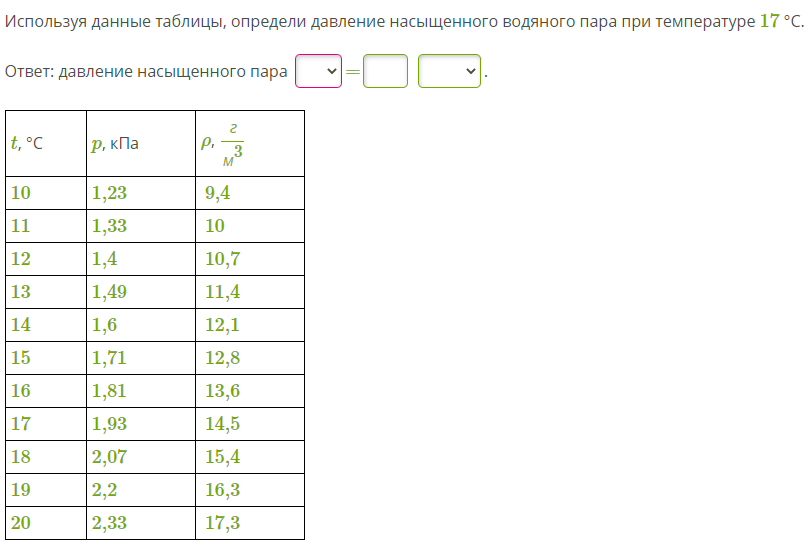 Используя данные таблицы, определи давление насыщенного водяного пара при температуре 17 °C.
Ответ: давление насыщенного пара = .
t, °C p, кПа ρ, г/м³
10 1,23 9,4
11 1,33 10
12 1,4 10,7
13 1,49 11,4
14 1,6 12,1
15 1,71 12,8
16 1,81 13,6
17 1,93 14,5
18 2,07 15,4
19 2,2 16,3
20 2,33 17,3